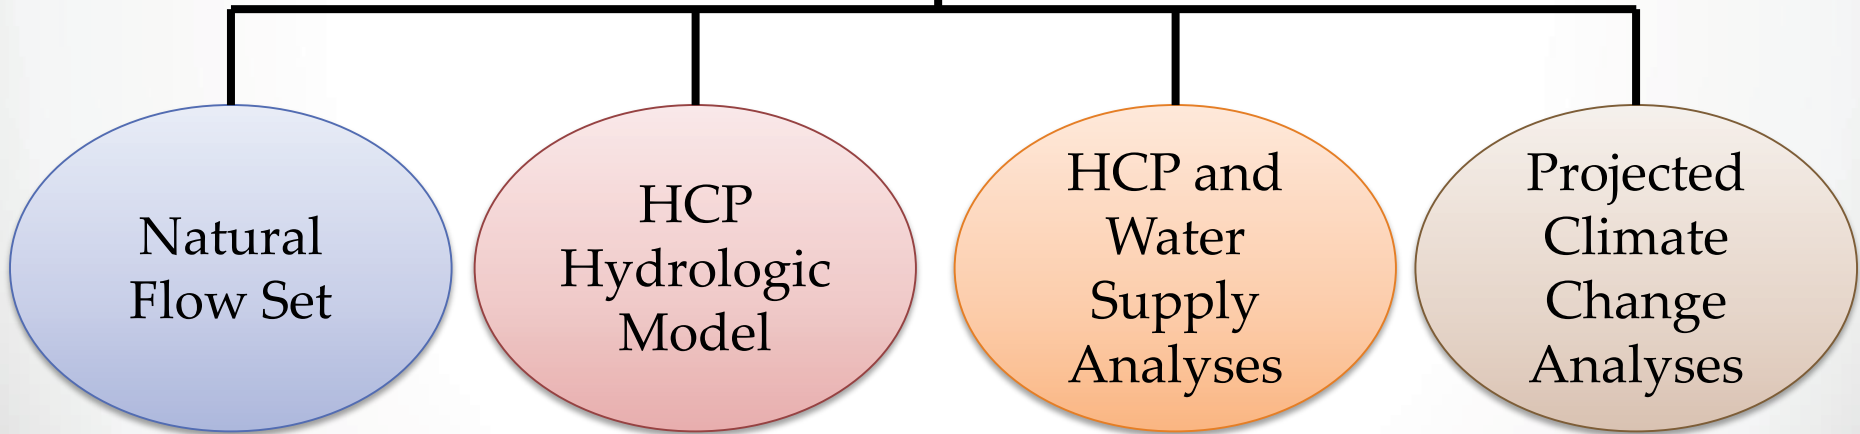 Natural
Flow Set
HCP
Hydrologic
Model
HCP and
Water
Supply
Analyses
Projected
Climate
Change
Analyses